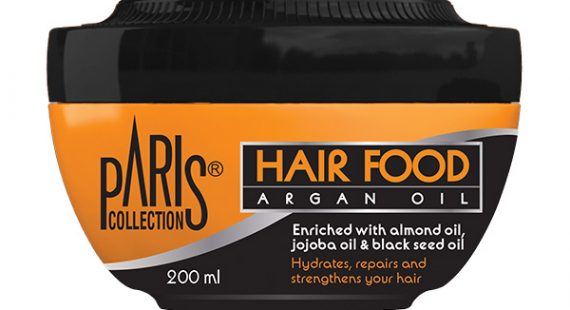 PARIS®
COLLECTION
200 ml
HAIR FOOD
ARGAN OIL
Enriched with almond oil,
jojoba oil & black seed oil
Hydrates, repairs and
strengthens your hair